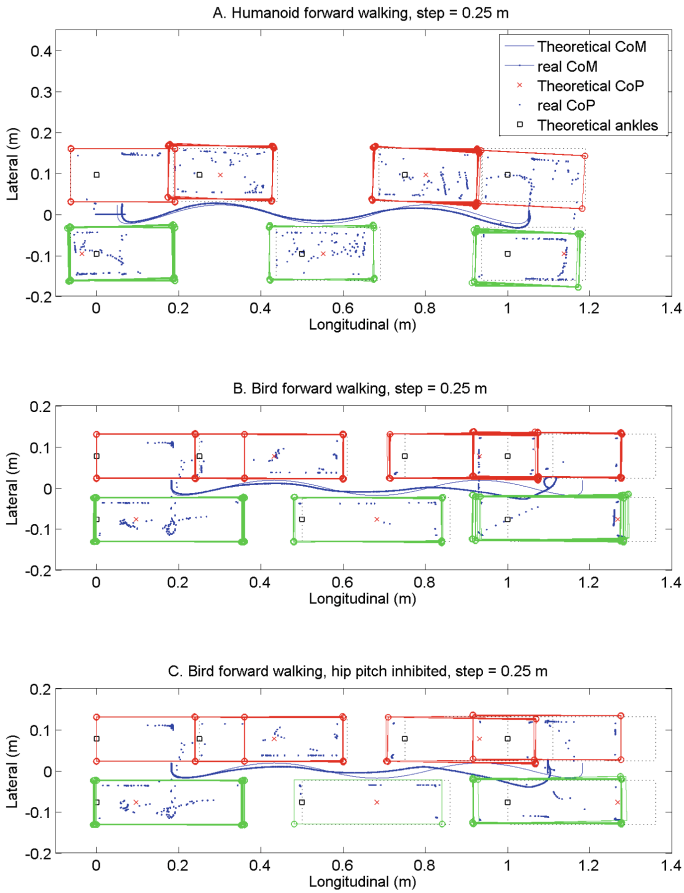 A. Humanoid forward walking, step = 0.25 m
Theoretical CoM
real CoM
Theoretical CoP
real CoP
Theoretical ankles
0.4
0.3
0.2
0.1
0
-0.1
-0.2
Lateral (m)
0 0.2 0.4 0.6 0.8 1 1.2 1.4
Longitudinal (m)
B. Bird forward walking, step = 0.25 m
0.2
0.1
0
-0.1
-0.2
Lateral (m)
0 0.2 0.4 0.6 0.8 1 1.2 1.4
Longitudinal (m)
C. Bird forward walking, hip pitch inhibited, step = 0.25 m
0.2
0.1
0
-0.1
-0.2
Lateral (m)
0 0.2 0.4 0.6 0.8 1 1.2 1.4
Longitudinal (m)